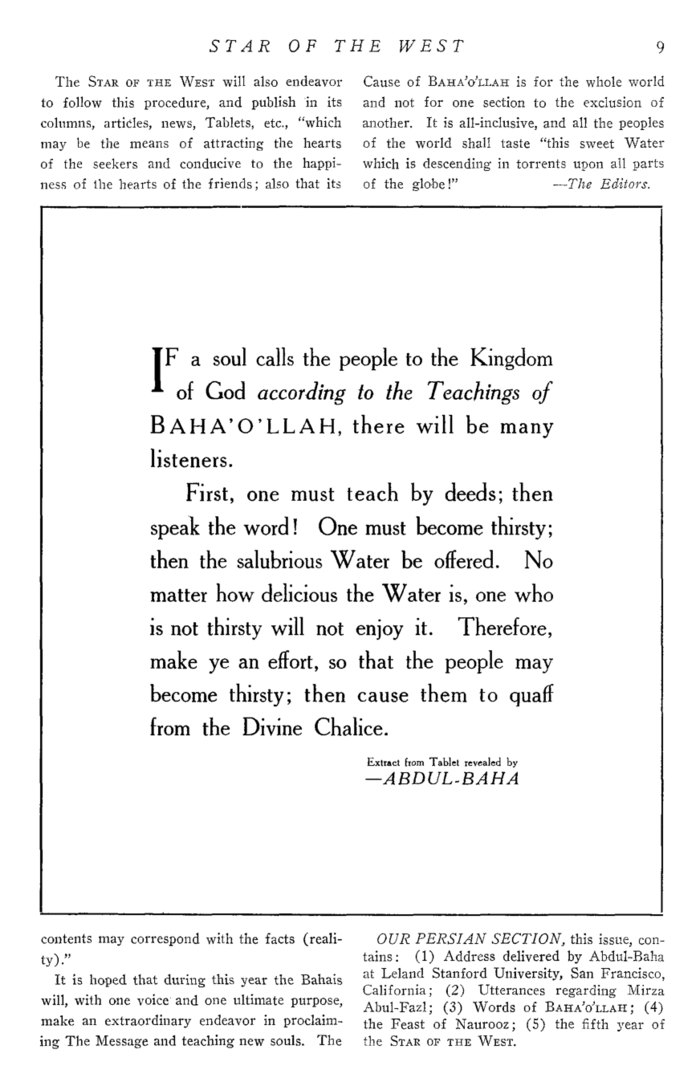 STAR OF THE WEST 9
The STAR OF THE WEST will also endeavor
to follow this procedure, and publish in its
columns, articles, news, Tablets, etc., “which
may be the means of attracting the hearts
of the seekers and conducive to the happi-
ness of the hearts of the friends; also that its
contents may correspond with the facts (reali-
ty).”
It is hoped that during this year the Bahais
will, with one voice and one ultimate purpose,
make an extraordinary endeavor in proclaim-
ing The Message and teaching new souls. The
Cause of BAHA’O’LLAH is for the whole world
and not for one section to the exclusion of
another. It is all-inclusive, and all the peoples
of the world shall taste “this sweet Water
which is descending in torrents upon all parts
of the globe!” —The Editors.
IF a soul calls the people to the Kingdom
of God according to the Teachings of
BAHA’O’LLAH, there will be many
listeners.
First, one must teach by deeds; then
speak the word! One must become thirsty;
then the salubrious Water be offered. No
matter how delicious the Water is, one who
is not thirsty will not enjoy it. Therefore,
make ye an effort, so that the people may
become thirsty; then cause them to quaff
from the Divine Chalice.
Extract from Tablet revealed by
—ABDUL-BAHA
OUR PERSIAN SECTION, this issue, con-
tains: (1) Address delivered by Abdul-Baha
at Leland Stanford University, San Francisco,
California; (2) Utterances regarding Mirza
Abul-Fazl; (3) Words of BAHA’O’LLAH; (4)
the Feast of Naurooz; (5) the fifth year of
the STAR OF THE WEST.